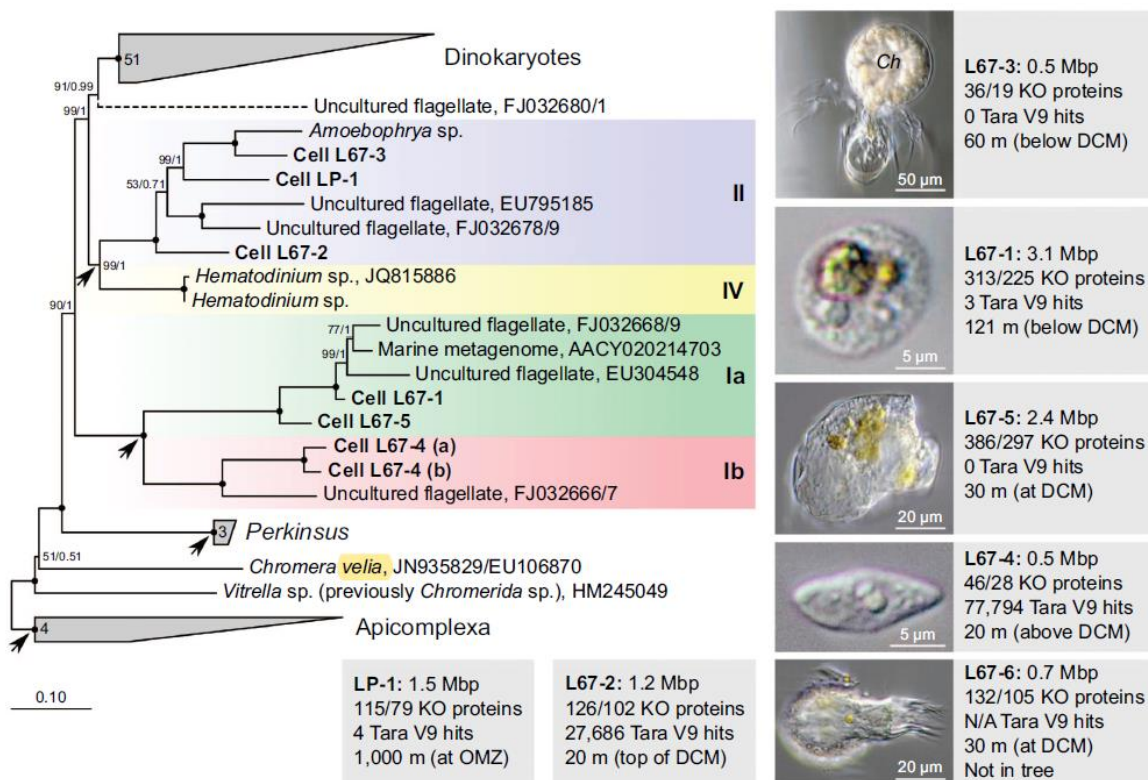 51
Dinokaryotes
91/0.99
99/1
Uncultured flagellate, FJ032680/1
Amoebophrya sp.
Cell L67-3
99/1
Cell LP-1
53/0.71
II
Uncultured flagellate, EU795185
Uncultured flagellate, FJ032678/9
Cell L67-2
99/1
Hematodinium sp., JQ815886
IV
Hematodinium sp.
90/1
77/1
Uncultured flagellate, FJ032668/9
99/1
Marine metagenome, AACY020214703
Ia
Uncultured flagellate, EU304548
Cell L67-1
Cell L67-5
Cell L67-4 (a)
Cell L67-4 (b)
Ib
Uncultured flagellate, FJ032666/7
3
Perkinsus
51/0.51
Chromera velia, JN935829/EU106870
Vitrella sp. (previously Chromerida sp.), HM245049
4
Apicomplexa
0.10
LP-1: 1.5 Mbp
115/79 KO proteins
4 Tara V9 hits
1,000 m (at OMZ)
L67-2: 1.2 Mbp
126/102 KO proteins
27,686 Tara V9 hits
20 m (top of DCM)
Ch
50 µm
L67-3: 0.5 Mbp
36/19 KO proteins
0 Tara V9 hits
60 m (below DCM)
5 µm
L67-1: 3.1 Mbp
313/225 KO proteins
3 Tara V9 hits
121 m (below DCM)
20 µm
L67-5: 2.4 Mbp
386/297 KO proteins
0 Tara V9 hits
30 m (at DCM)
5 µm
L67-4: 0.5 Mbp
46/28 KO proteins
77,794 Tara V9 hits
20 m (above DCM)
20 µm
L67-6: 0.7 Mbp
132/105 KO proteins
N/A Tara V9 hits
30 m (at DCM)
Not in tree